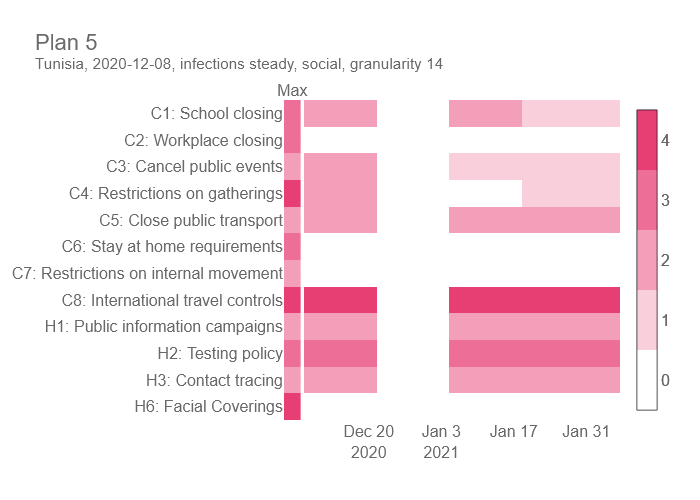 Plan 5
Tunisia, 2020-12-08, infections steady, social, granularity 14
Max
C1: School closing
C2: Workplace closing
C3: Cancel public events
C4: Restrictions on gatherings
C5: Close public transport
C6: Stay at home requirements
C7: Restrictions on internal movement
C8: International travel controls
H1: Public information campaigns
H2: Testing policy
H3: Contact tracing
H6: Facial Coverings
4
3
2
1
0
Dec 20 Jan 3 Jan 17 Jan 31
2020 2021